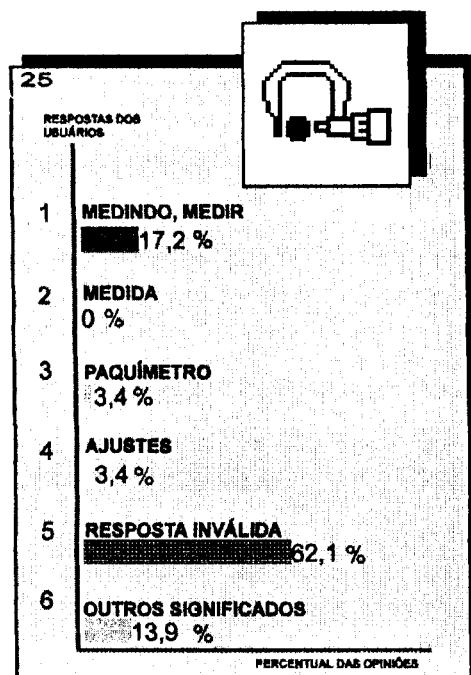 25
RESPOSTAS DOS
USUÁRIOS
1 MEDINDO, MEDIR
17,2 %
2 MEDIDA
0 %
3 PAQUÍMETRO
3,4 %
4 AJUSTES
3,4 %
5 RESPOSTA INVÁLIDA
62,1 %
6 OUTROS SIGNIFICADOS
13,9 %
PERCENTUAL DAS OPINIÕES